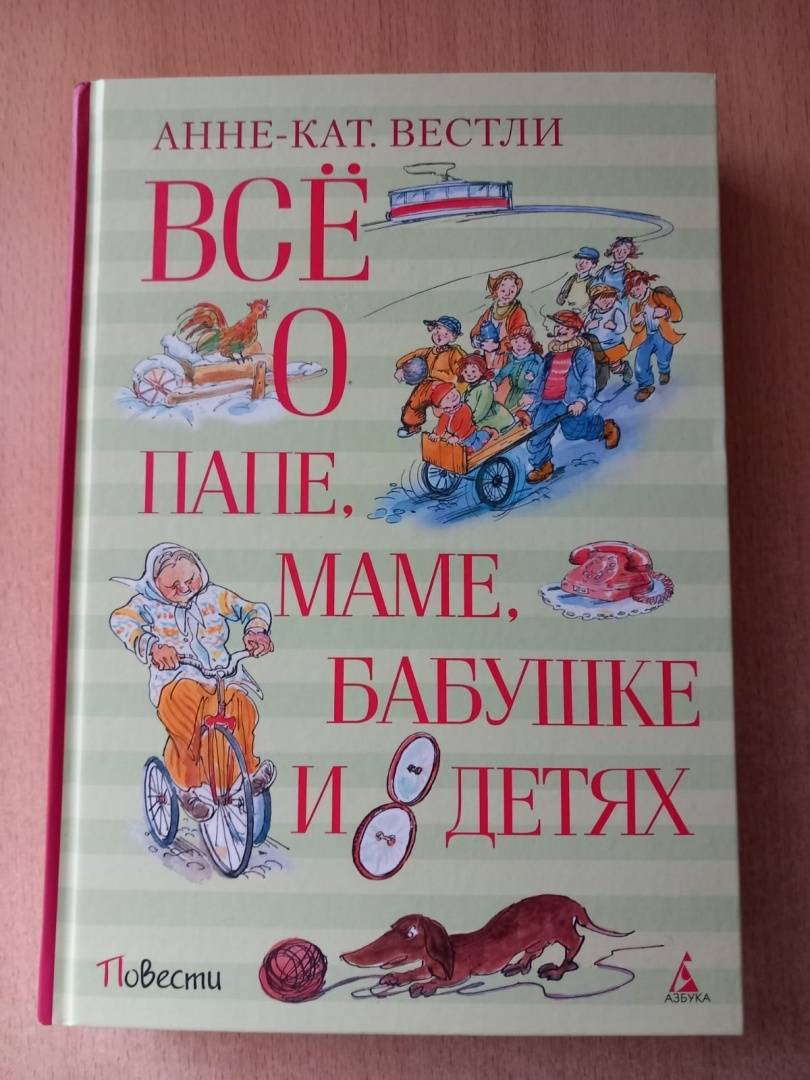 АННЕ-КАТ. ВЕСТЛИ
ВСЁ
О
ПАПЕ,
МАМЕ,
БАБУШКЕ
И 8 ДЕТЯХ
Повести
АЗБУКА